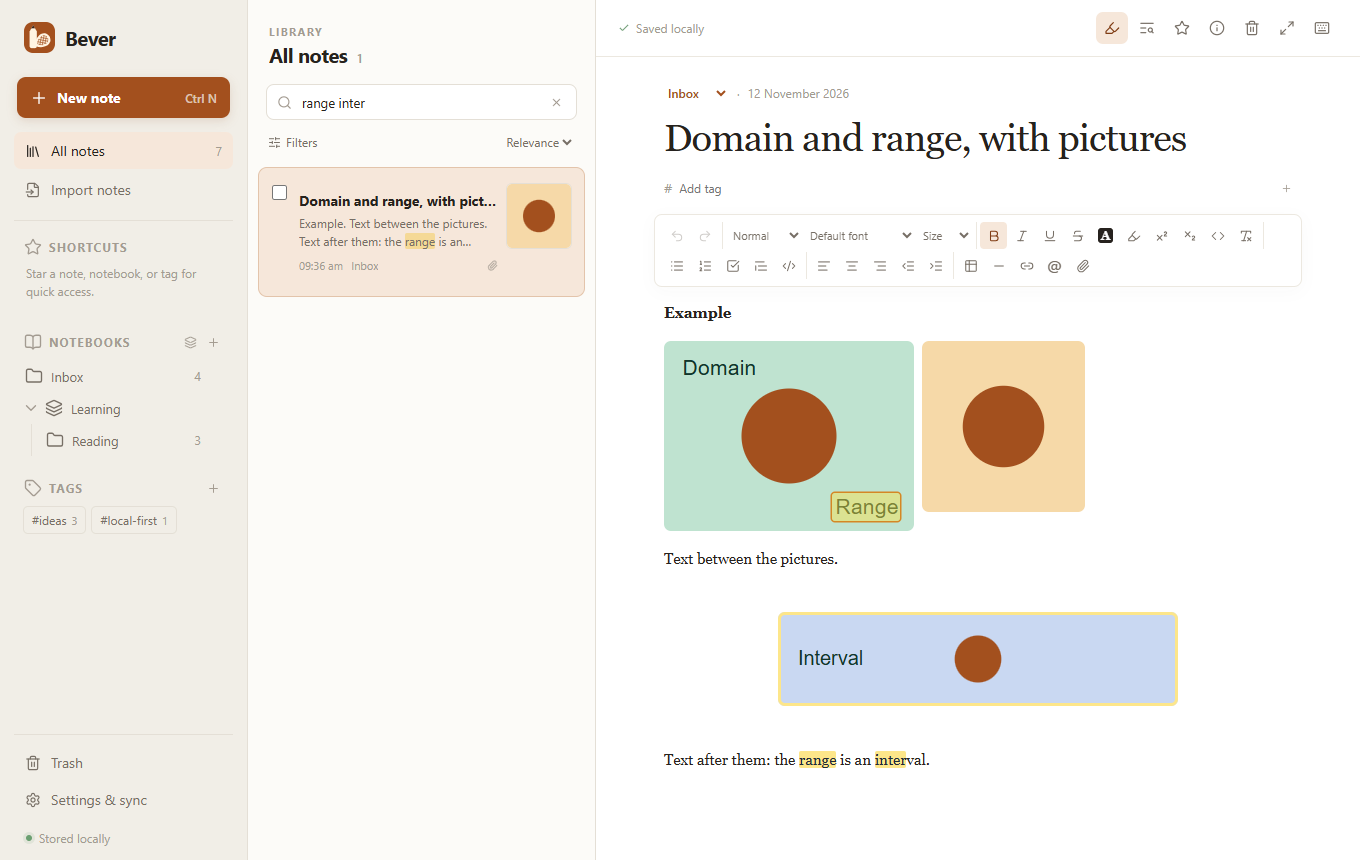 Bever
New note Ctrl N
All notes 7
Import notes
SHORTCUTS
Star a note, notebook, or tag for
quick access.
NOTEBOOKS
Inbox 4
Learning
Reading 3
TAGS
#ideas 3 #local-first 1
Trash
Settings & sync
Stored locally
LIBRARY
All notes 1
range inter
Filters Relevance
Domain and range, with pict...
Example. Text between the pictures.
Text after them: the range is an...
09:36 am Inbox
Saved locally
Inbox · 12 November 2026
Domain and range, with pictures
# Add tag
Normal Default font Size B I U S A x² x₂
Example
Domain
Range
Text between the pictures.
Interval
Text after them: the range is an interval.